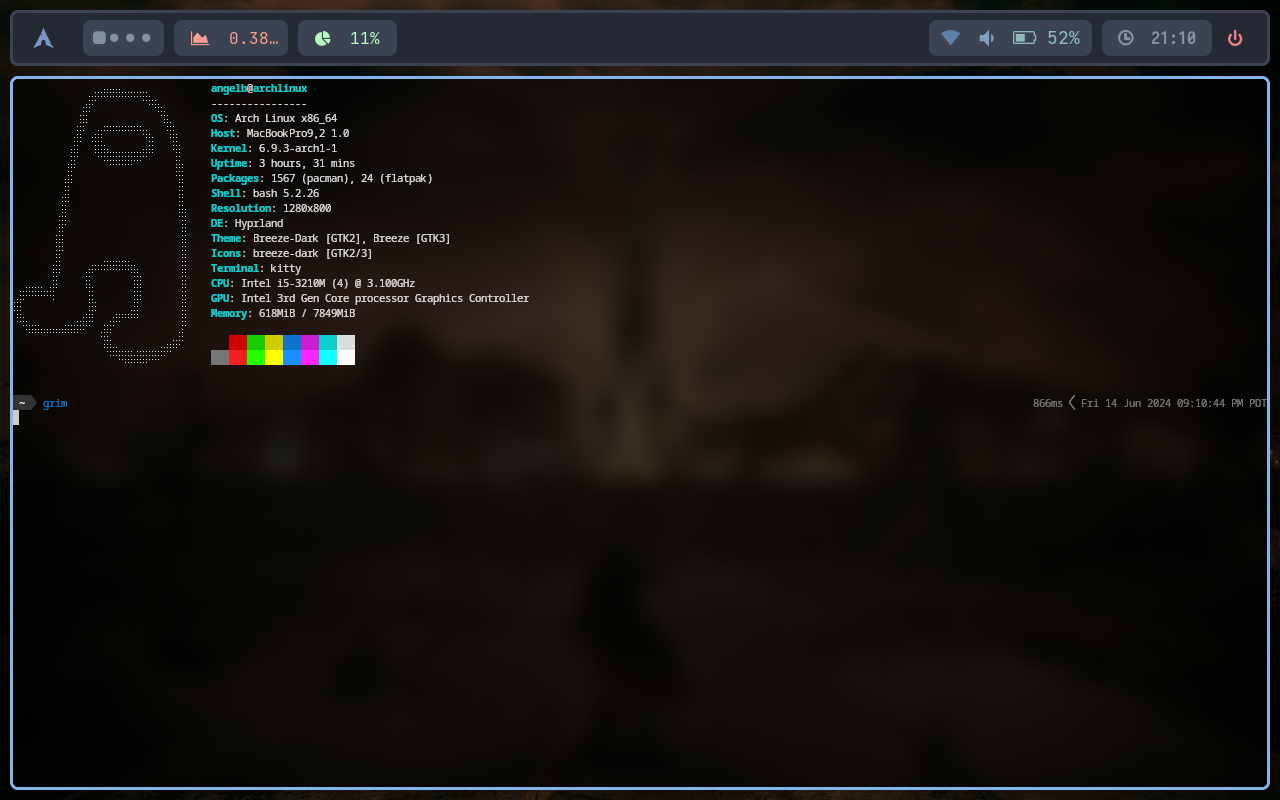 0.38… 11% 52% 21:10
angelb@archlinux
----------------
OS: Arch Linux x86_64
Host: MacBookPro9,2 1.0
Kernel: 6.9.3-arch1-1
Uptime: 3 hours, 31 mins
Packages: 1567 (pacman), 24 (flatpak)
Shell: bash 5.2.26
Resolution: 1280x800
DE: Hyprland
Theme: Breeze-Dark [GTK2], Breeze [GTK3]
Icons: breeze-dark [GTK2/3]
Terminal: kitty
CPU: Intel i5-3210M (4) @ 3.100GHz
GPU: Intel 3rd Gen Core processor Graphics Controller
Memory: 618MiB / 7849MiB
~ grim 866ms Fri 14 Jun 2024 09:10:44 PM PDT